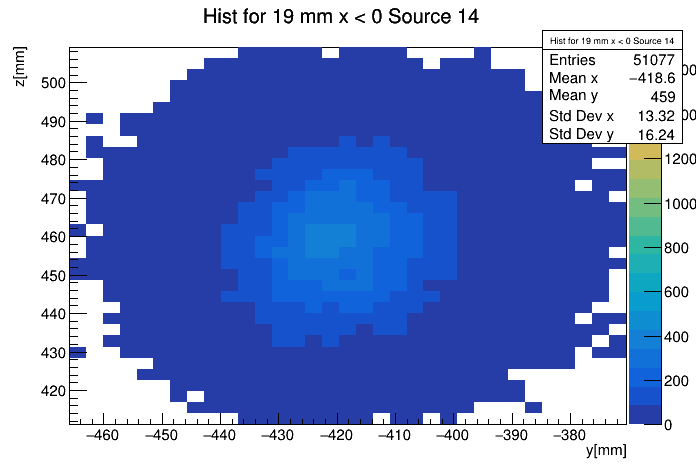 Hist for 19 mm x < 0 Source 14
Hist for 19 mm x < 0 Source 14
Entries 51077
Mean x −418.6
Mean y 459
Std Dev x 13.32
Std Dev y 16.24
z[mm]
500
490
480
470
460
450
440
430
420
1200
1000
800
600
400
200
0
−460 −450 −440 −430 −420 −410 −400 −390 −380
y[mm]